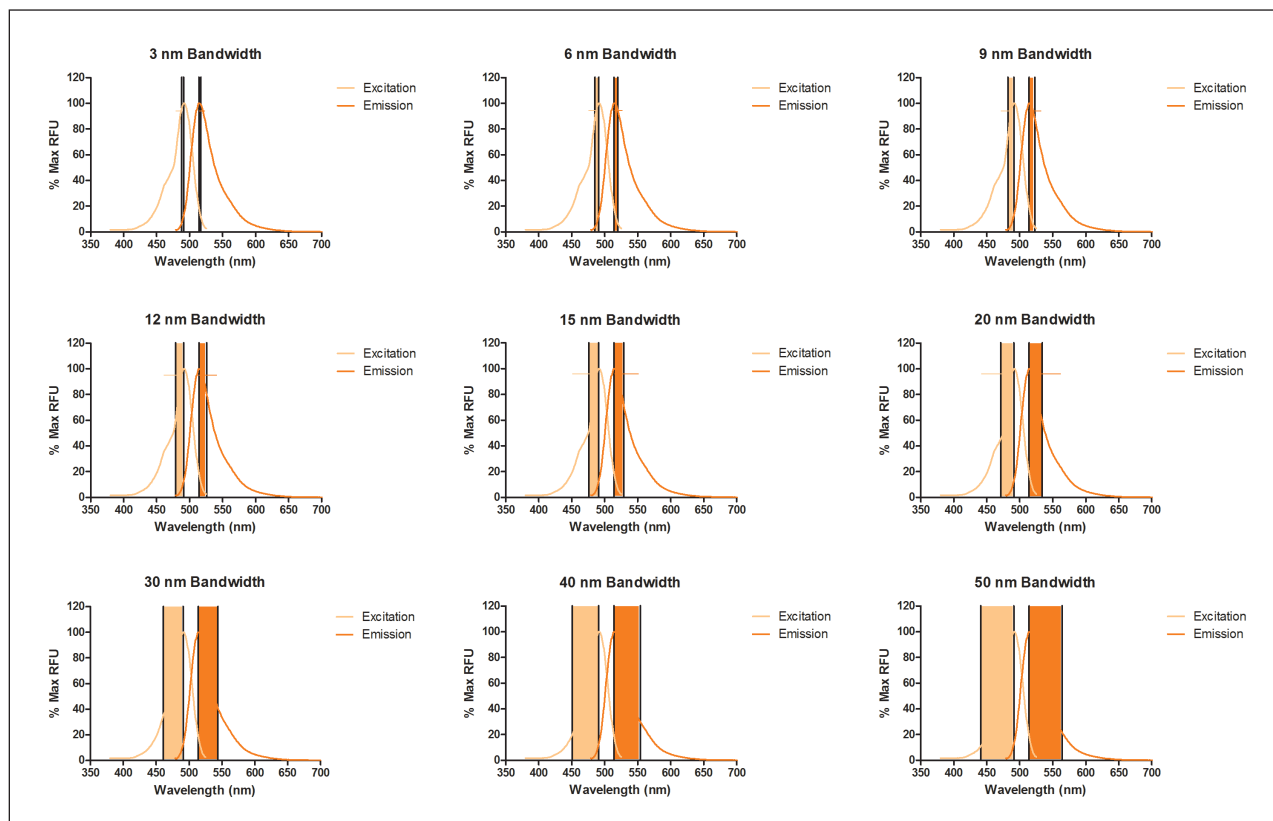 3 nm Bandwidth
120
100
80
60
40
20
0
% Max RFU
350 400 450 500 550 600 650 700
Wavelength (nm)
Excitation
Emission
6 nm Bandwidth
120
100
80
60
40
20
0
% Max RFU
350 400 450 500 550 600 650 700
Wavelength (nm)
Excitation
Emission
9 nm Bandwidth
120
100
80
60
40
20
0
% Max RFU
350 400 450 500 550 600 650 700
Wavelength (nm)
Excitation
Emission
12 nm Bandwidth
120
100
80
60
40
20
0
% Max RFU
350 400 450 500 550 600 650 700
Wavelength (nm)
Excitation
Emission
15 nm Bandwidth
120
100
80
60
40
20
0
% Max RFU
350 400 450 500 550 600 650 700
Wavelength (nm)
Excitation
Emission
20 nm Bandwidth
120
100
80
60
40
20
0
% Max RFU
350 400 450 500 550 600 650 700
Wavelength (nm)
Excitation
Emission
30 nm Bandwidth
120
100
80
60
40
20
0
% Max RFU
350 400 450 500 550 600 650 700
Wavelength (nm)
Excitation
Emission
40 nm Bandwidth
120
100
80
60
40
20
0
% Max RFU
350 400 450 500 550 600 650 700
Wavelength (nm)
Excitation
Emission
50 nm Bandwidth
120
100
80
60
40
20
0
% Max RFU
350 400 450 500 550 600 650 700
Wavelength (nm)
Excitation
Emission